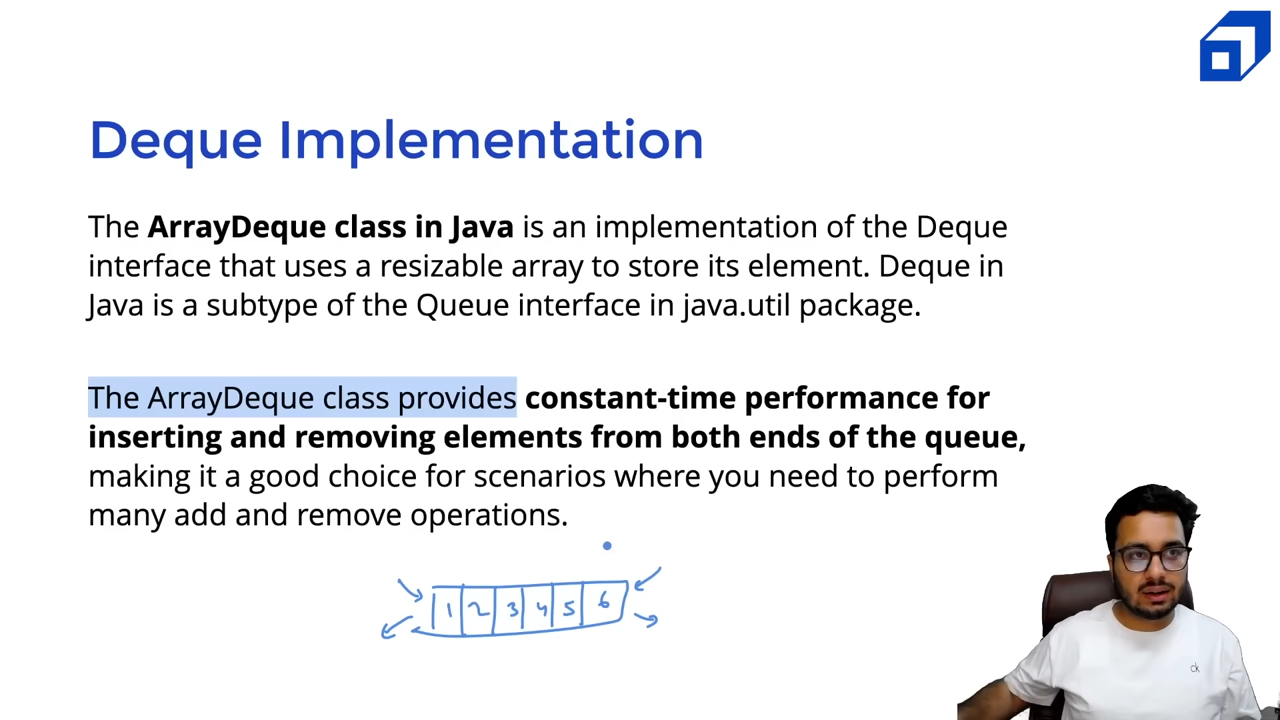 Deque Implementation
The ArrayDeque class in Java is an implementation of the Deque
interface that uses a resizable array to store its element. Deque in
Java is a subtype of the Queue interface in java.util package.
The ArrayDeque class provides constant-time performance for
inserting and removing elements from both ends of the queue,
making it a good choice for scenarios where you need to perform
many add and remove operations.
1 2 3 4 5 6
ck